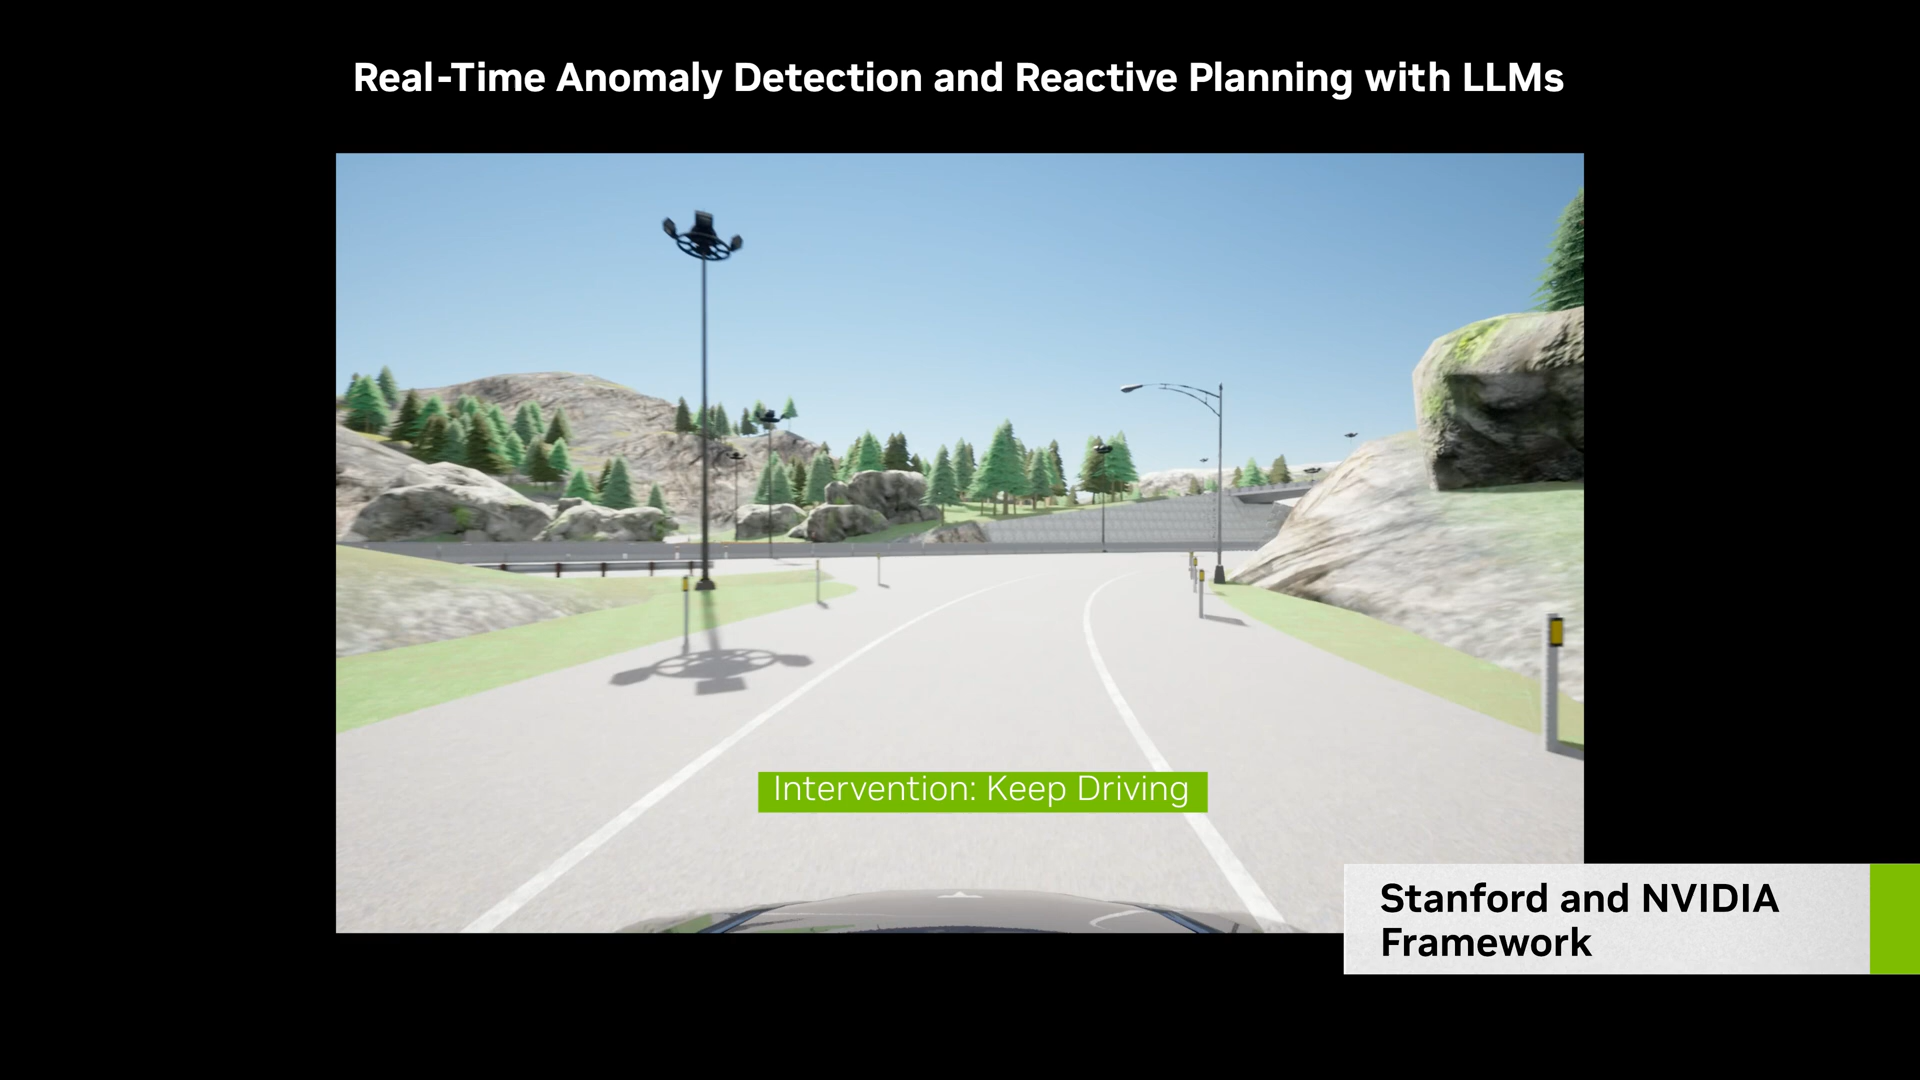 Real-Time Anomaly Detection and Reactive Planning with LLMs
Intervention: Keep Driving
Stanford and NVIDIA
Framework